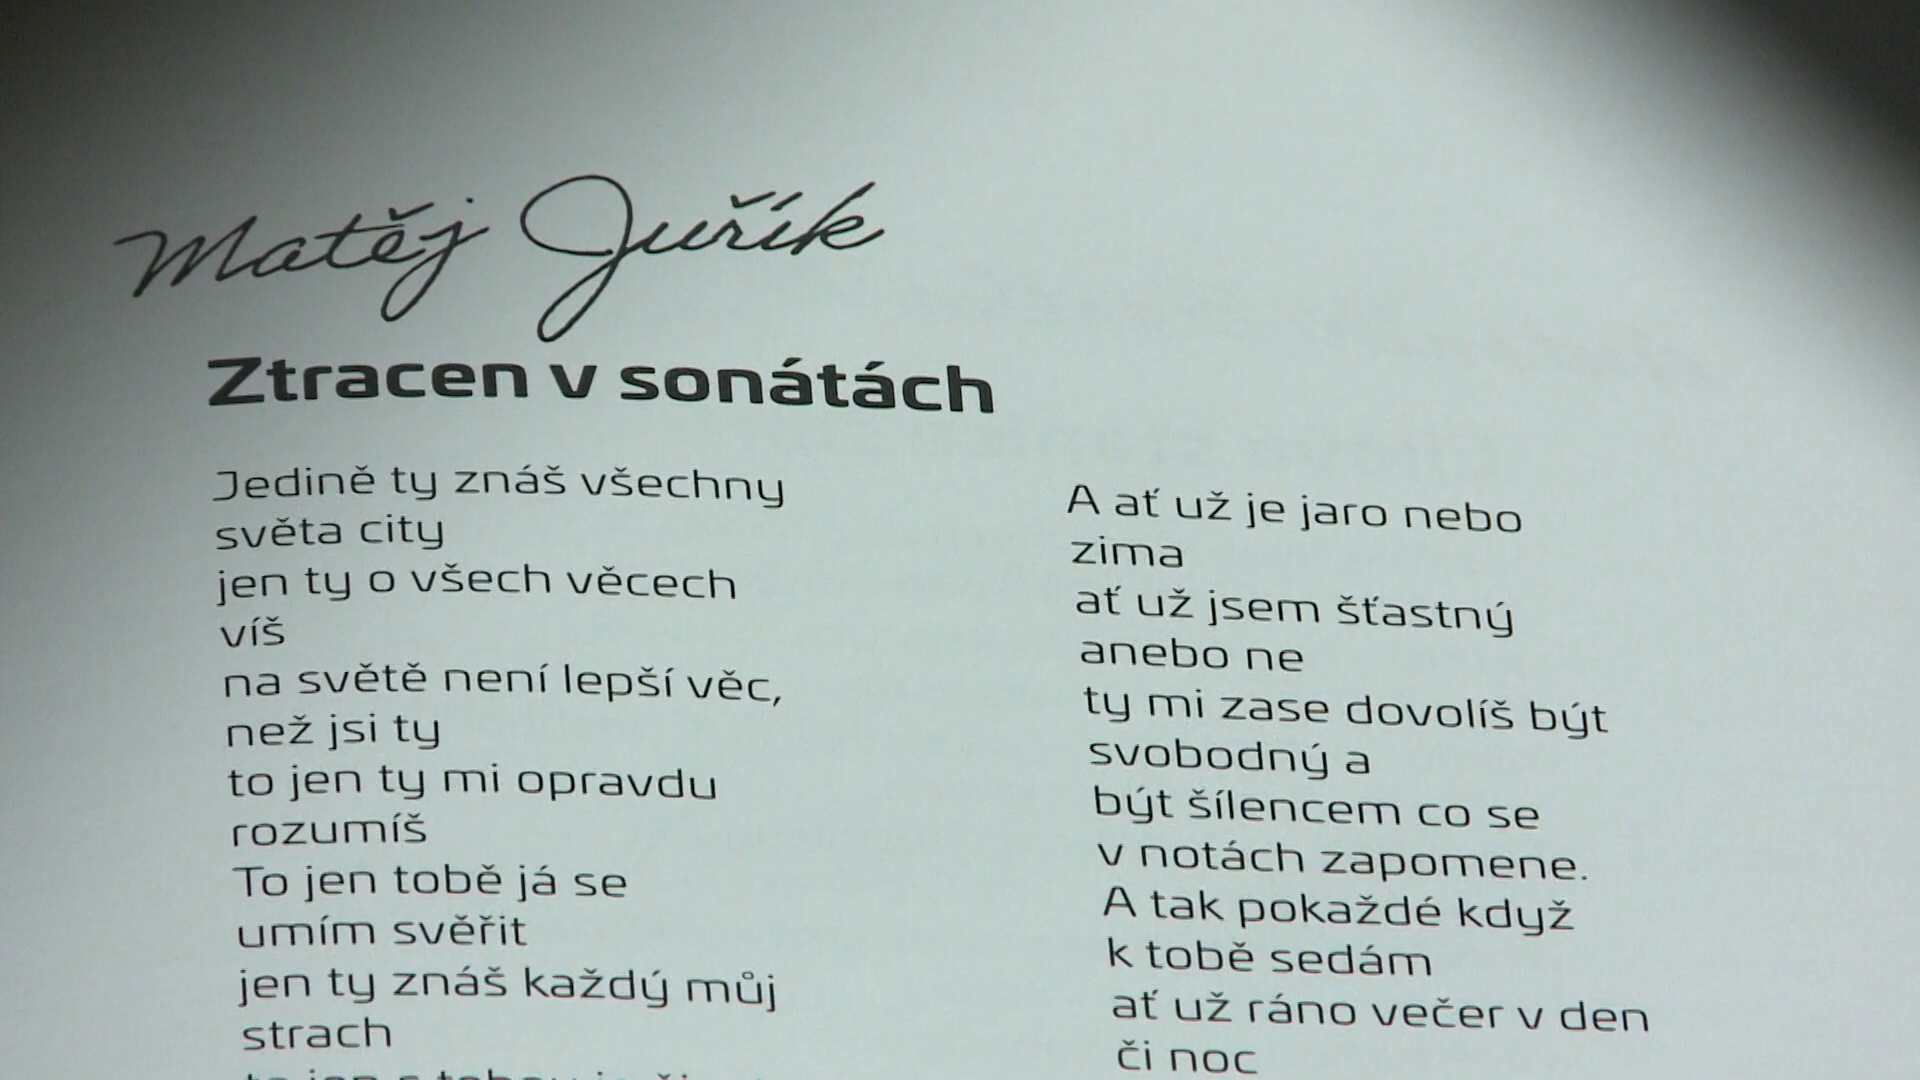 Matěj Juřík
Ztracen v sonátách
Jedině ty znáš všechny
světa city
jen ty o všech věcech
víš
na světě není lepší věc,
než jsi ty
to jen ty mi opravdu
rozumíš
To jen tobě já se
umím svěřit
jen ty znáš každý můj
strach
A ať už je jaro nebo
zima
ať už jsem šťastný
anebo ne
ty mi zase dovolíš být
svobodný a
být šílencem co se
v notách zapomene.
A tak pokaždé když
k tobě sedám
ať už ráno večer v den
či noc